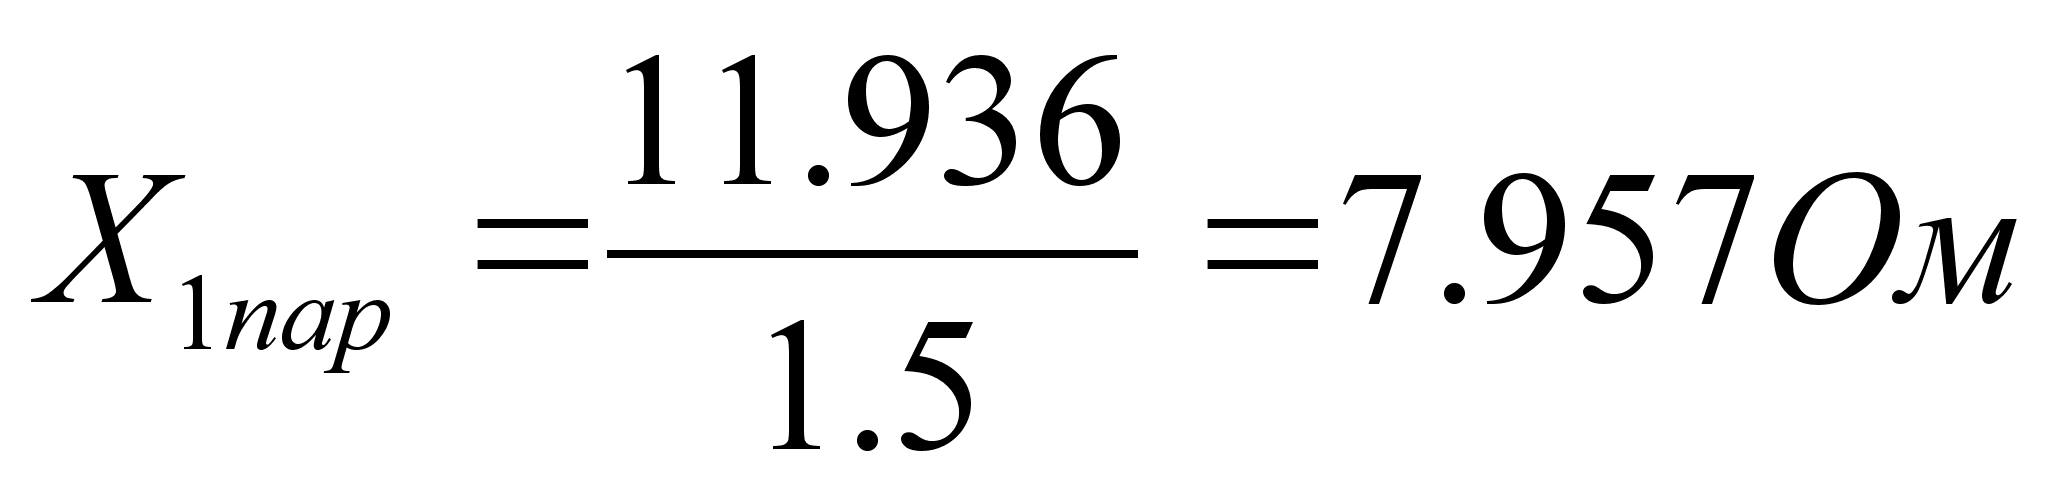 X₁пар = 11.936 / 1.5 = 7.957Ом